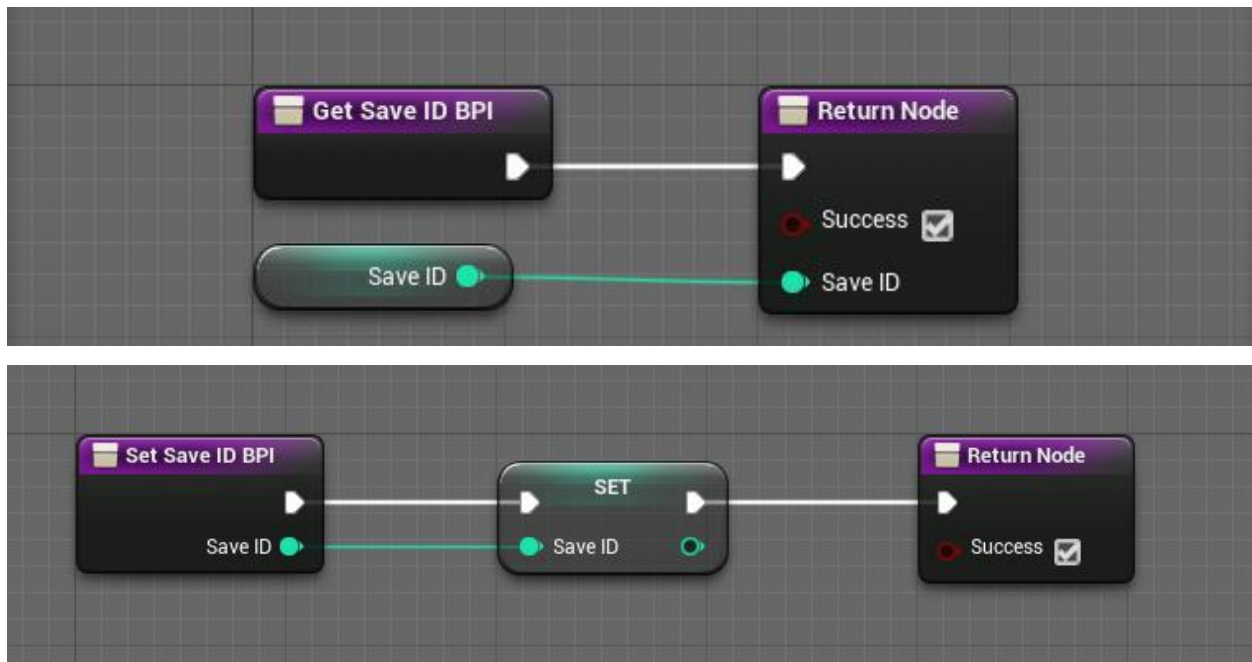 Get Save ID BPI
Return Node
Success
Save ID
Save ID
Set Save ID BPI
SET
Return Node
Save ID
Save ID
Success